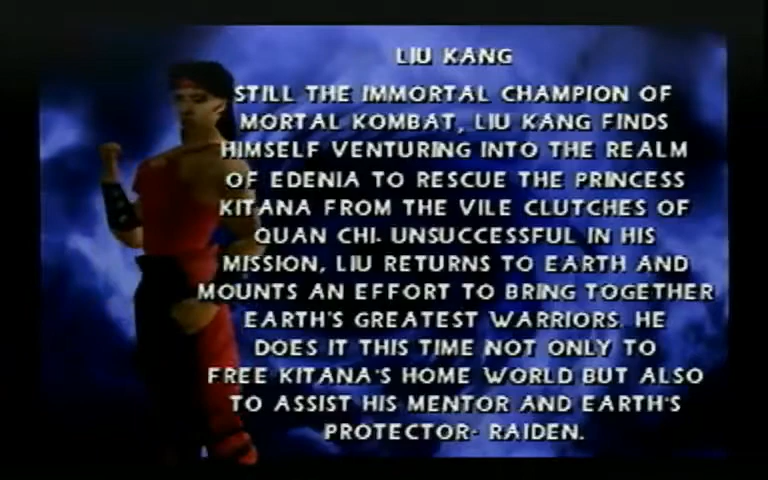 LIU KANG
STILL THE IMMORTAL CHAMPION OF
MORTAL KOMBAT, LIU KANG FINDS
HIMSELF VENTURING INTO THE REALM
OF EDENIA TO RESCUE THE PRINCESS
KITANA FROM THE VILE CLUTCHES OF
QUAN CHI. UNSUCCESSFUL IN HIS
MISSION, LIU RETURNS TO EARTH AND
MOUNTS AN EFFORT TO BRING TOGETHER
EARTH'S GREATEST WARRIORS. HE
DOES IT THIS TIME NOT ONLY TO
FREE KITANA'S HOME WORLD BUT ALSO
TO ASSIST HIS MENTOR AND EARTH'S
PROTECTOR- RAIDEN.